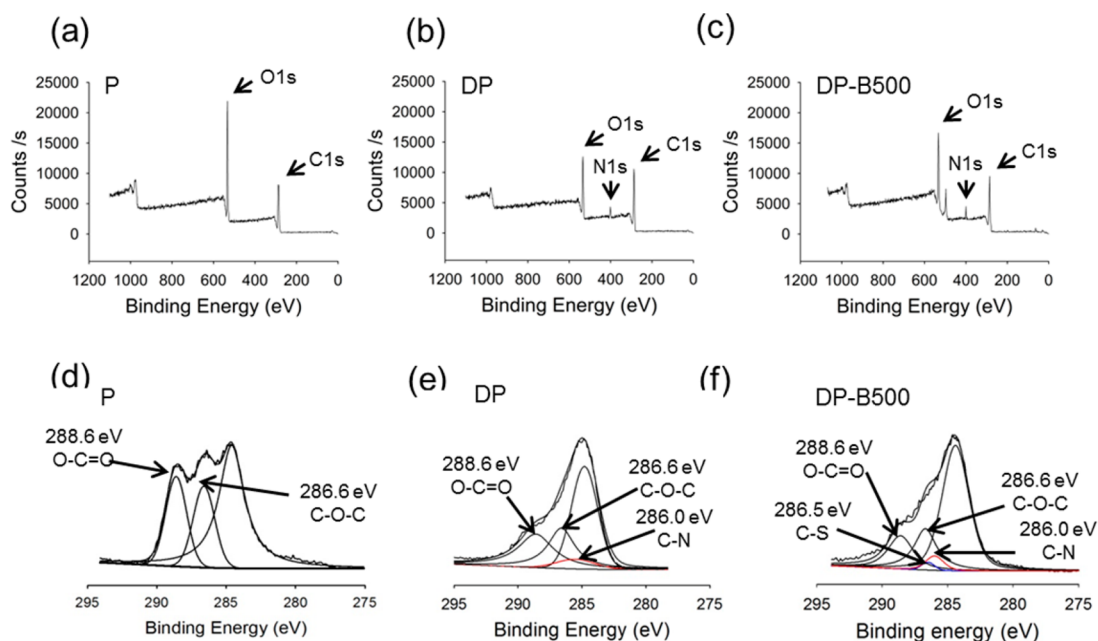 (a)
P
25000
20000
15000
10000
5000
0
Counts /s
O1s
C1s
1200 1000 800 600 400 200 0
Binding Energy (eV)
(b)
DP
25000
20000
15000
10000
5000
0
Counts /s
O1s
N1s
C1s
1200 1000 800 600 400 200 0
Binding Energy (eV)
(c)
DP-B500
25000
20000
15000
10000
5000
0
Counts /s
O1s
N1s
C1s
1200 1000 800 600 400 200 0
Binding Energy (eV)
(d)
P
288.6 eV
O-C=O
286.6 eV
C-O-C
295 290 285 280 275
Binding Energy (eV)
(e)
DP
288.6 eV
O-C=O
286.6 eV
C-O-C
286.0 eV
C-N
295 290 285 280 275
Binding Energy (eV)
(f)
DP-B500
288.6 eV
O-C=O
286.5 eV
C-S
286.6 eV
C-O-C
286.0 eV
C-N
295 290 285 280 275
Binding energy (eV)